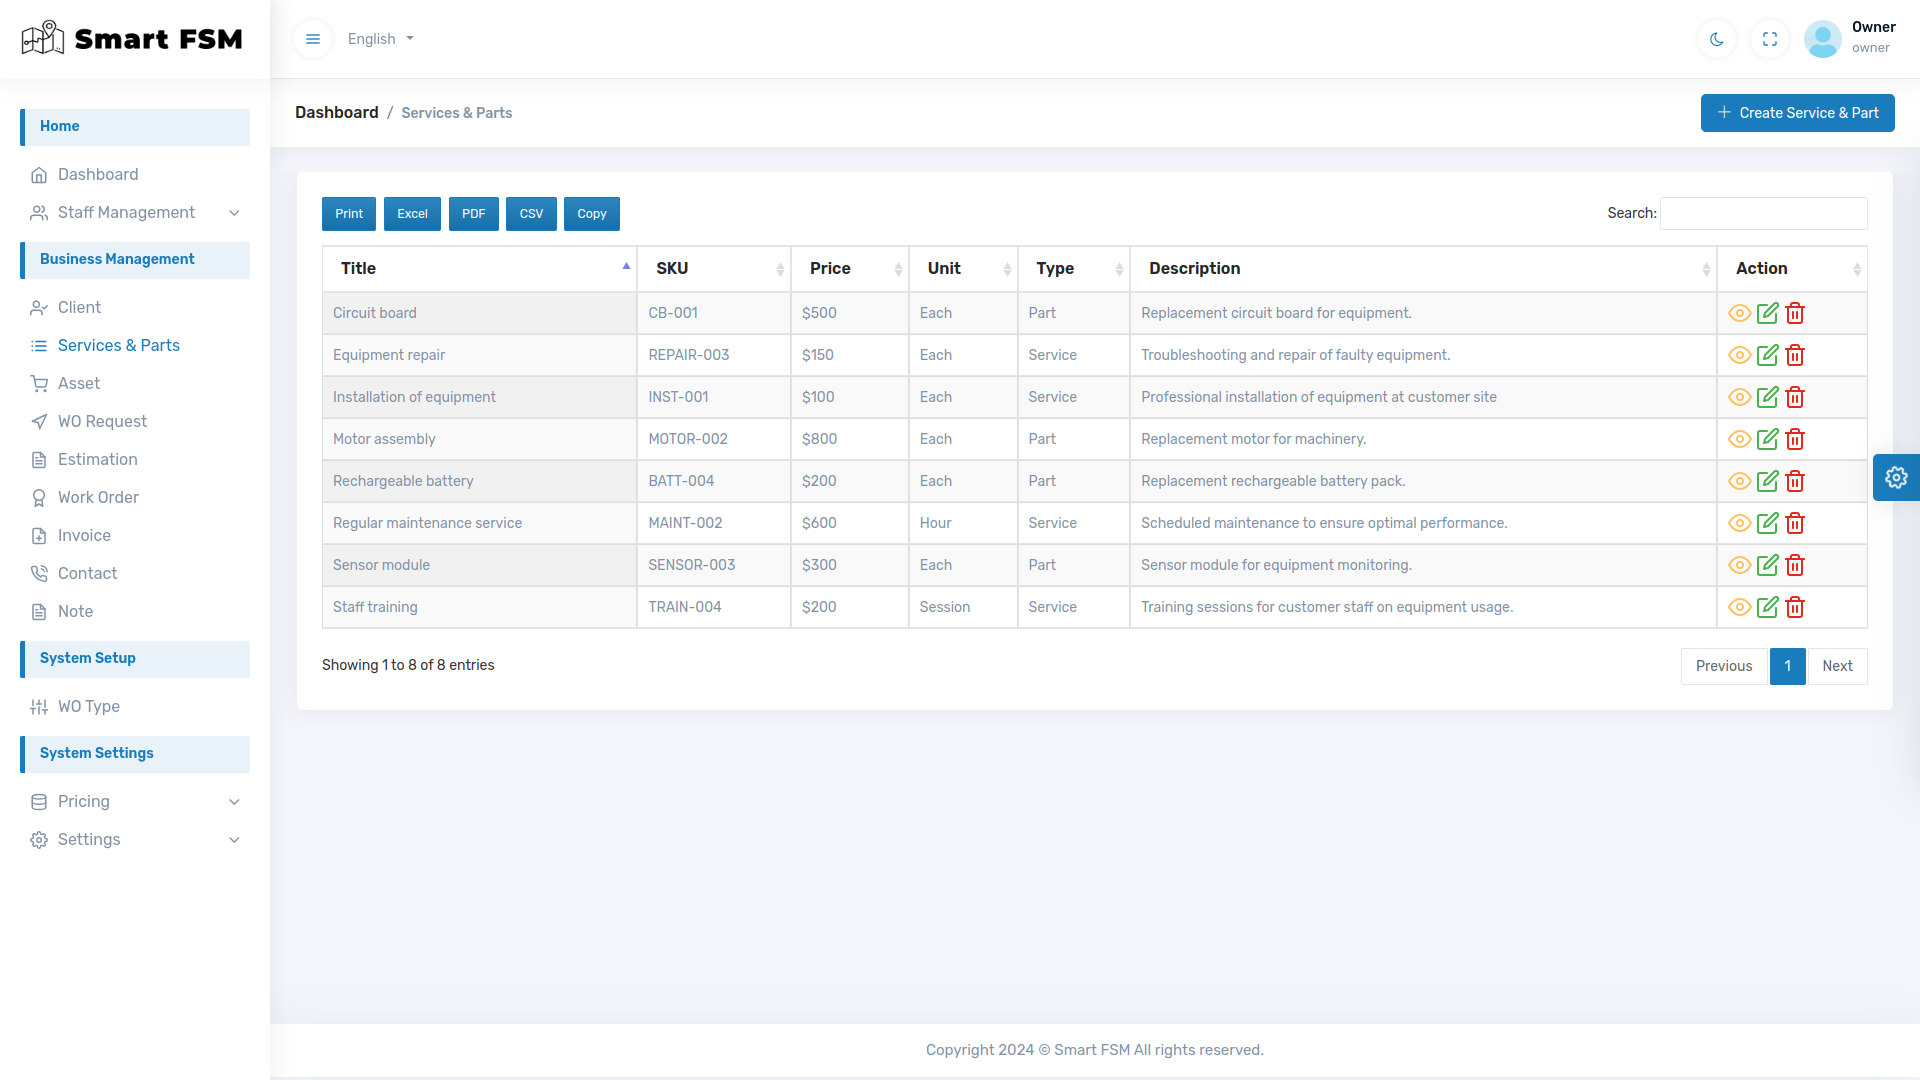 Smart FSM
English
Owner
owner
Home
Dashboard
Staff Management
Business Management
Client
Services & Parts
Asset
WO Request
Estimation
Work Order
Invoice
Contact
Note
System Setup
WO Type
System Settings
Pricing
Settings
Dashboard / Services & Parts
Create Service & Part
Print Excel PDF CSV Copy
Search:
Title SKU Price Unit Type Description Action
Circuit board CB-001 $500 Each Part Replacement circuit board for equipment.
Equipment repair REPAIR-003 $150 Each Service Troubleshooting and repair of faulty equipment.
Installation of equipment INST-001 $100 Each Service Professional installation of equipment at customer site
Motor assembly MOTOR-002 $800 Each Part Replacement motor for machinery.
Rechargeable battery BATT-004 $200 Each Part Replacement rechargeable battery pack.
Regular maintenance service MAINT-002 $600 Hour Service Scheduled maintenance to ensure optimal performance.
Sensor module SENSOR-003 $300 Each Part Sensor module for equipment monitoring.
Staff training TRAIN-004 $200 Session Service Training sessions for customer staff on equipment usage.
Showing 1 to 8 of 8 entries
Previous 1 Next
Copyright 2024 © Smart FSM All rights reserved.